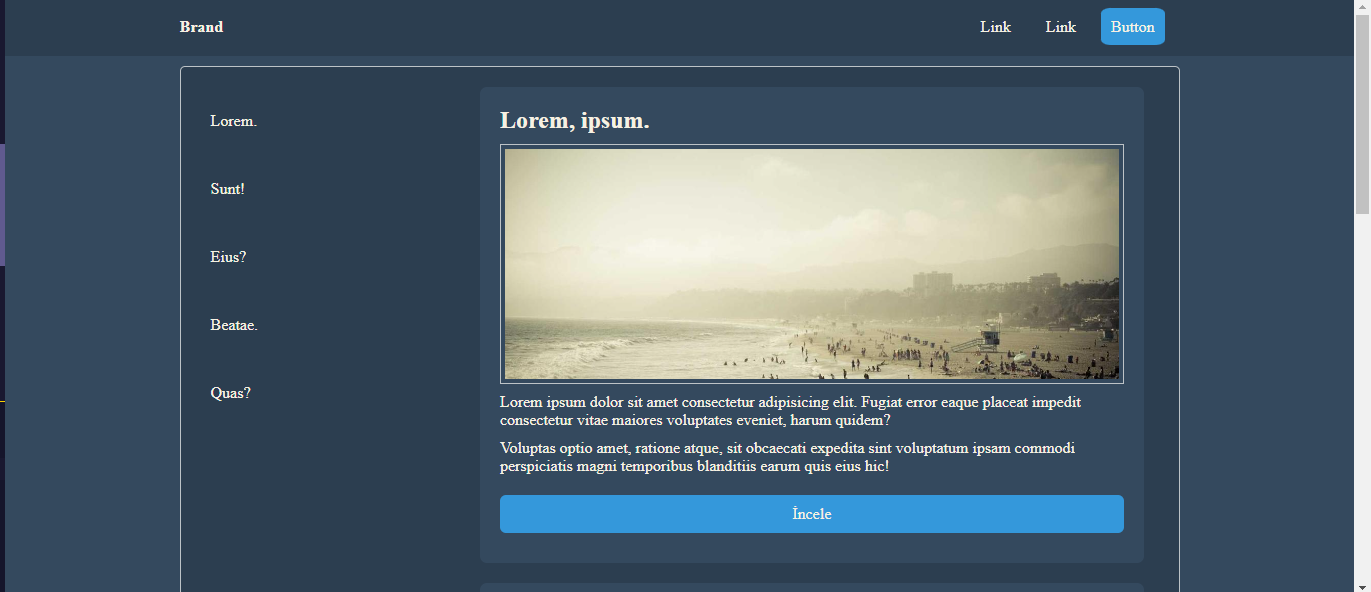 Brand
Link
Link
Button
Lorem.
Sunt!
Eius?
Beatae.
Quas?
Lorem, ipsum.
Lorem ipsum dolor sit amet consectetur adipisicing elit. Fugiat error eaque placeat impedit
consectetur vitae maiores voluptates eveniet, harum quidem?
Voluptas optio amet, ratione atque, sit obcaecati expedita sint voluptatum ipsam commodi
perspiciatis magni temporibus blanditiis earum quis eius hic!
İncele